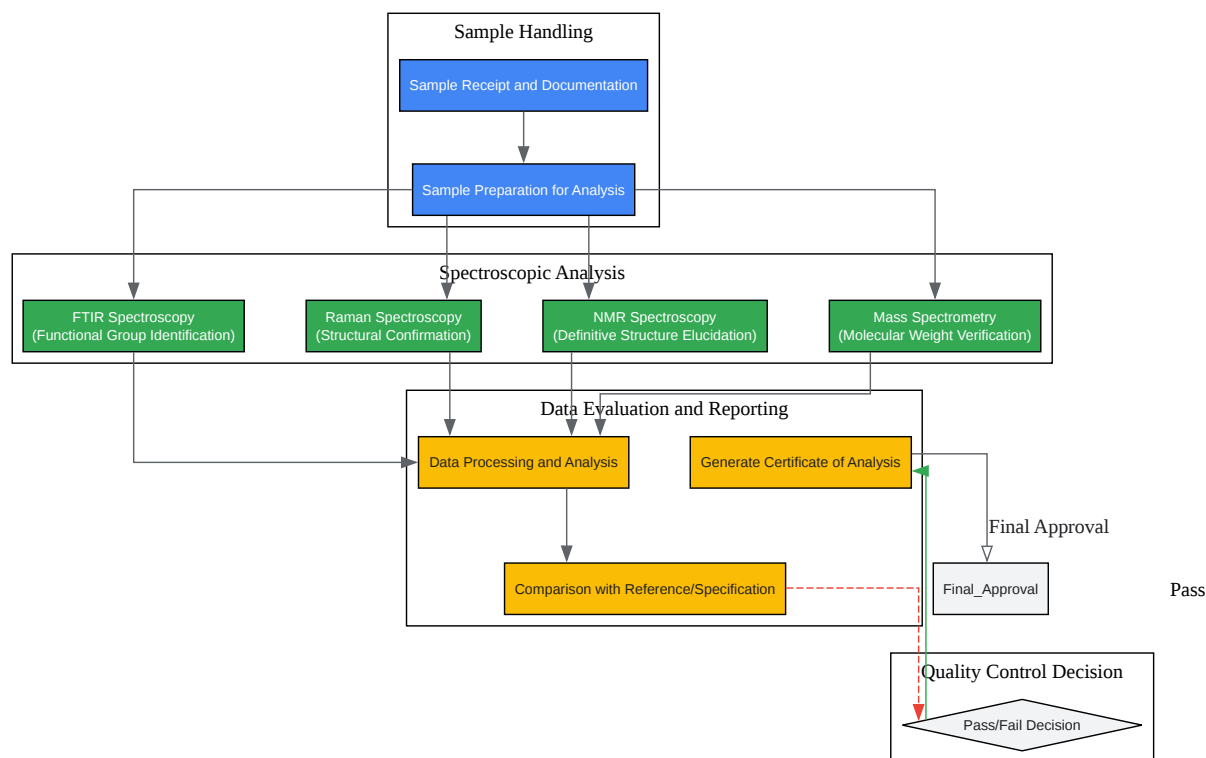 Sample Handling
Sample Receipt and Documentation
Sample Preparation for Analysis
Spectroscopic Analysis
FTIR Spectroscopy
(Functional Group Identification)
Raman Spectroscopy
(Structural Confirmation)
NMR Spectroscopy
(Definitive Structure Elucidation)
Mass Spectrometry
(Molecular Weight Verification)
Data Evaluation and Reporting
Data Processing and Analysis
Generate Certificate of Analysis
Final Approval
Comparison with Reference/Specification
Final_Approval
Pass
Quality Control Decision
Pass/Fail Decision